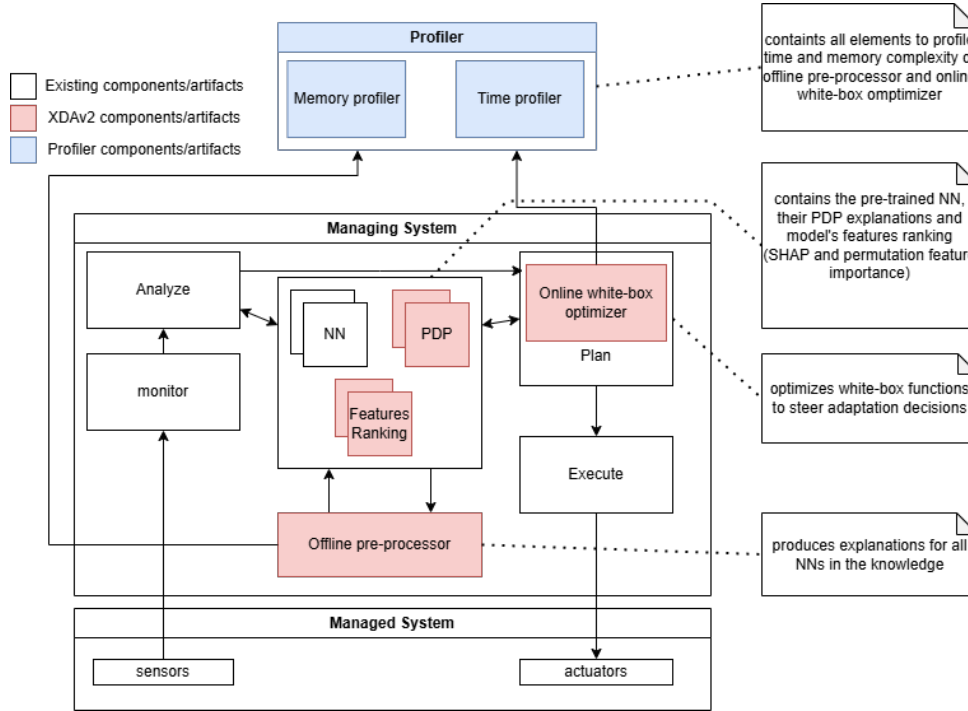 Profiler
Memory profiler
Time profiler
Existing components/artifacts
XDAv2 components/artifacts
Profiler components/artifacts
Managing System
Analyze
monitor
NN
PDP
Features
Ranking
Online white-box
optimizer
Plan
Execute
Offline pre-processor
Managed System
sensors
actuators
containts all elements to profile
time and memory complexity o
offline pre-processor and online
white-box omptimizer
contains the pre-trained NN,
their PDP explanations and
model's features ranking
(SHAP and permutation feature
importance)
optimizes white-box functions
to steer adaptation decisions
produces explanations for all
NNs in the knowledge